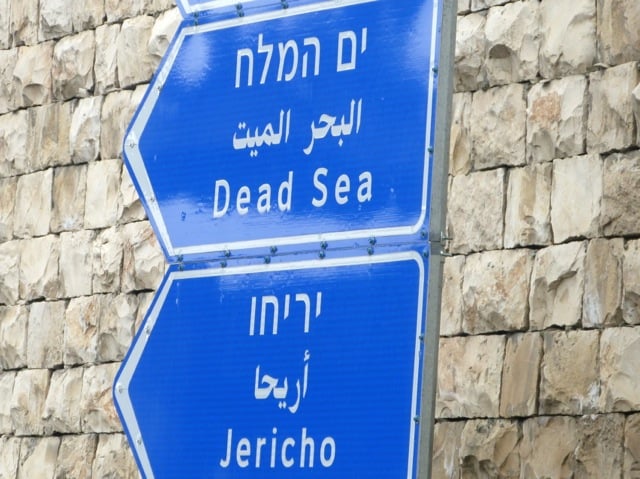 ים המלח
البحر الميت
Dead Sea
יריחו
أريحا
Jericho